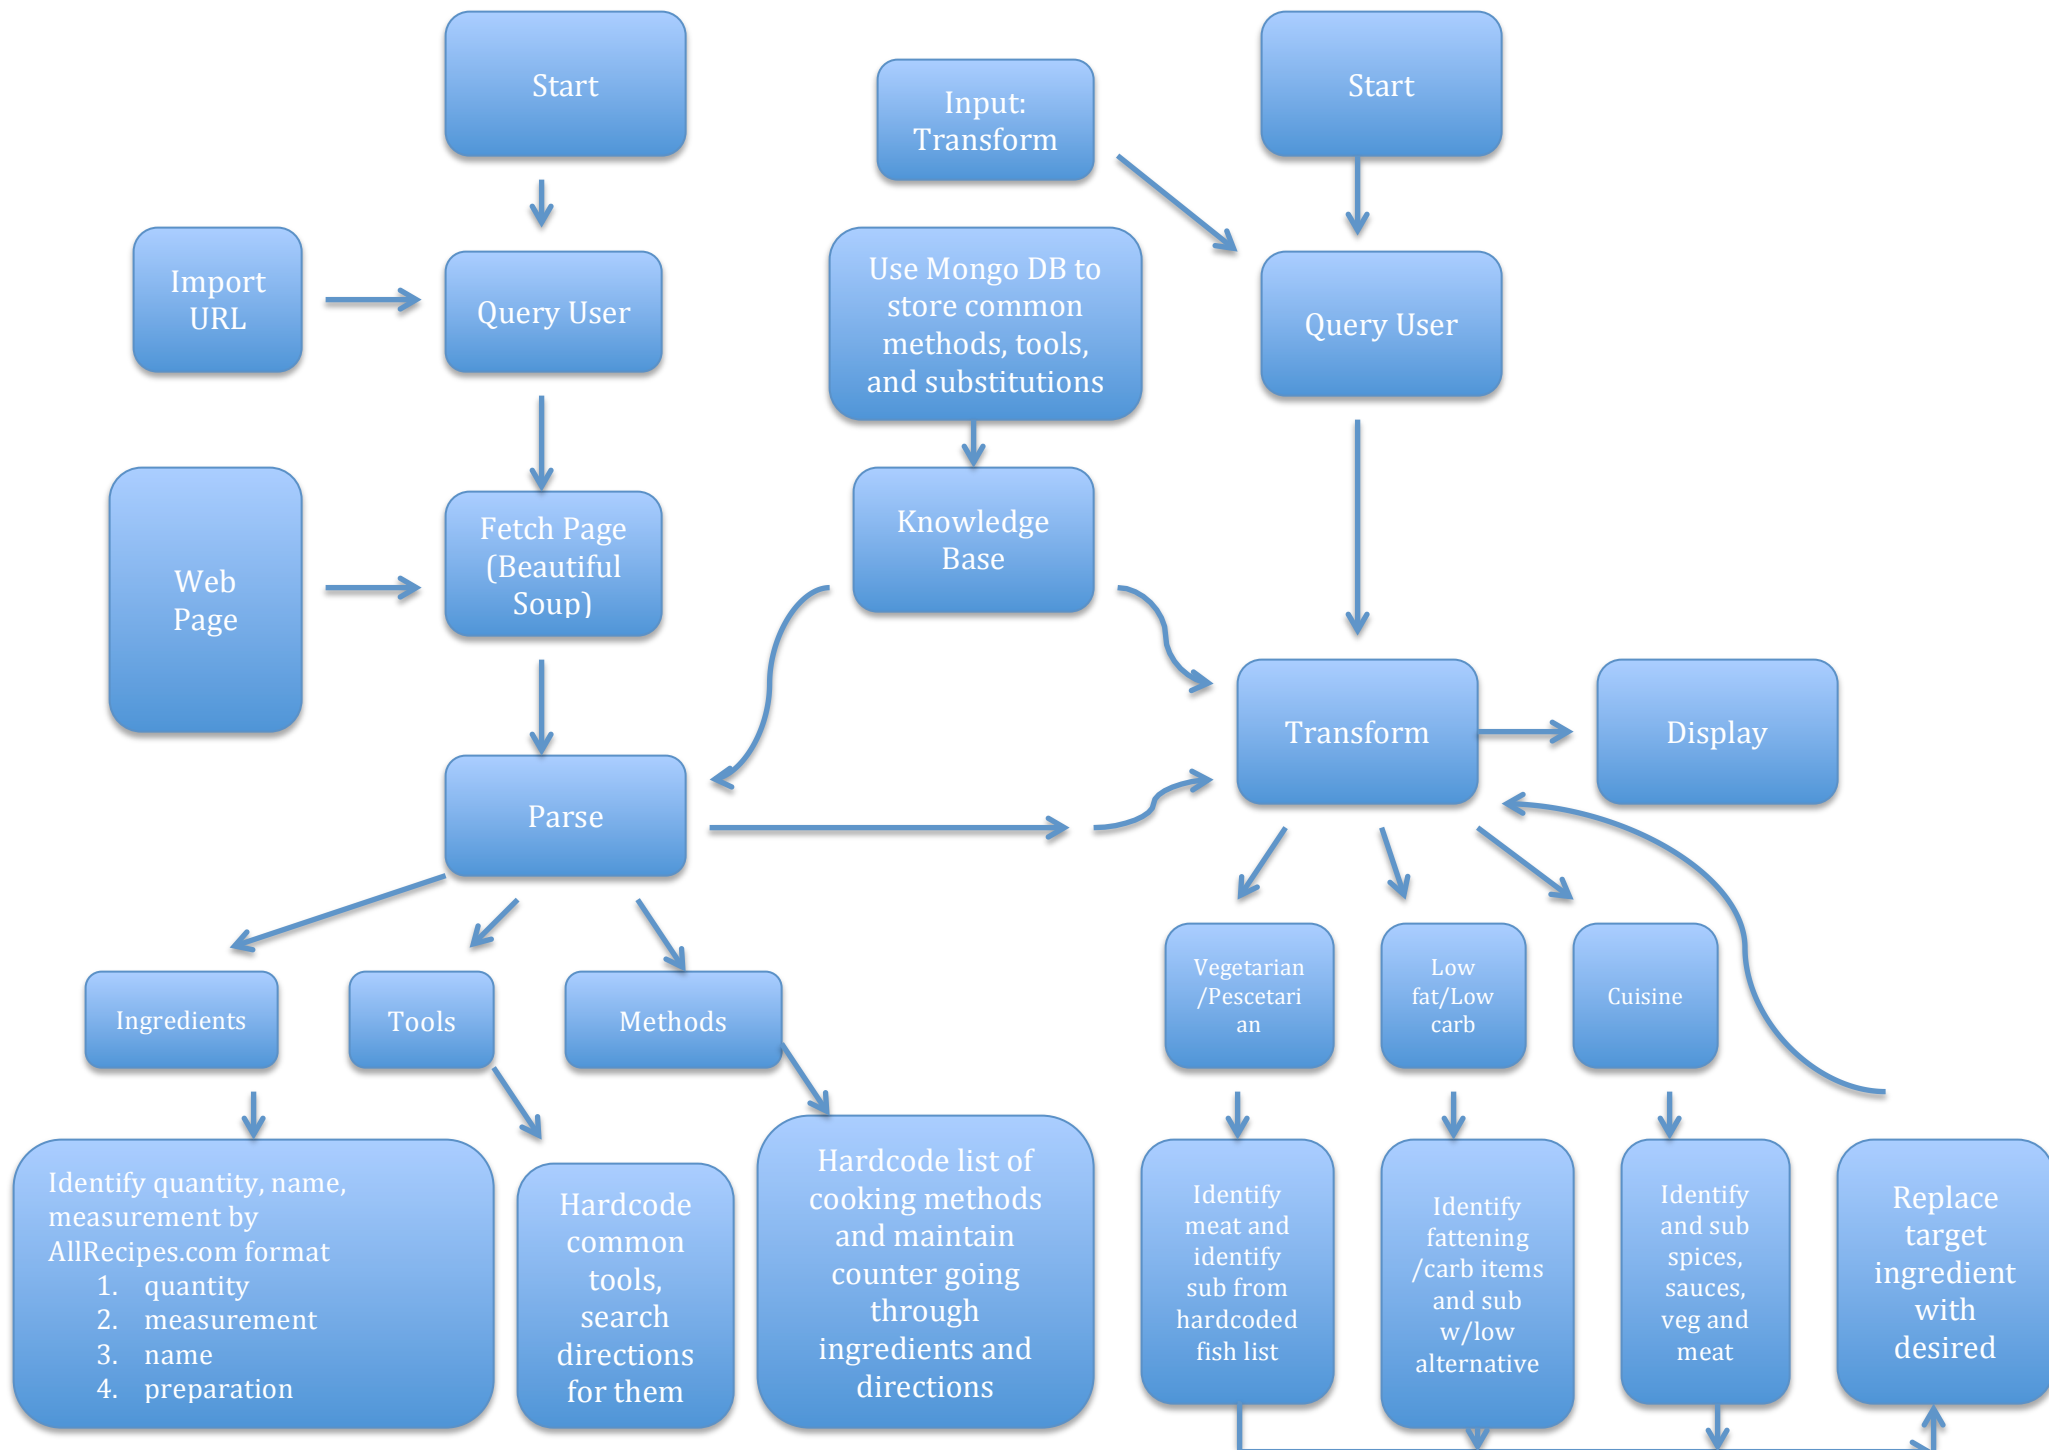 Start
Input:
Transform
Start
Import
URL
Query User
Use Mongo DB to
store common
methods, tools,
and substitutions
Query User
Web
Page
Fetch Page
(Beautiful
Soup)
Knowledge
Base
Parse
Transform
Display
Ingredients
Tools
Methods
Vegetarian
/Pescetari
an
Low
fat/Low
carb
Cuisine
Identify quantity, name,
measurement by
AllRecipes.com format
1. quantity
2. measurement
3. name
4. preparation
Hardcode
common
tools,
search
directions
for them
Hardcode list of
cooking methods
and maintain
counter going
through
ingredients and
directions
Identify
meat and
identify
sub from
hardcoded
fish list
Identify
fattening
/carb items
and sub
w/low
alternative
Identify
and sub
spices,
sauces,
veg and
meat
Replace
target
ingredient
with
desired